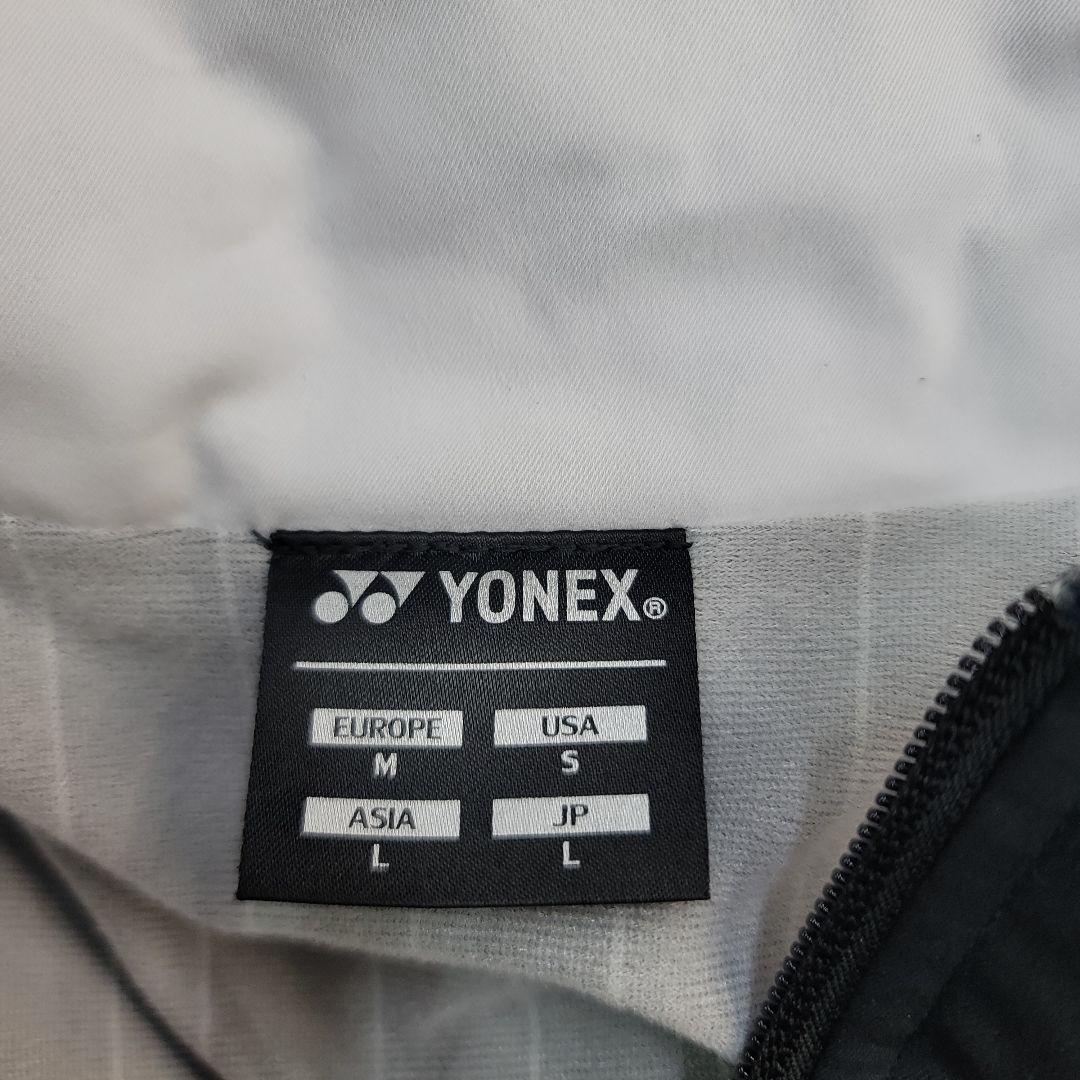 YONEX®
EUROPE USA
M S
ASIA JP
L L